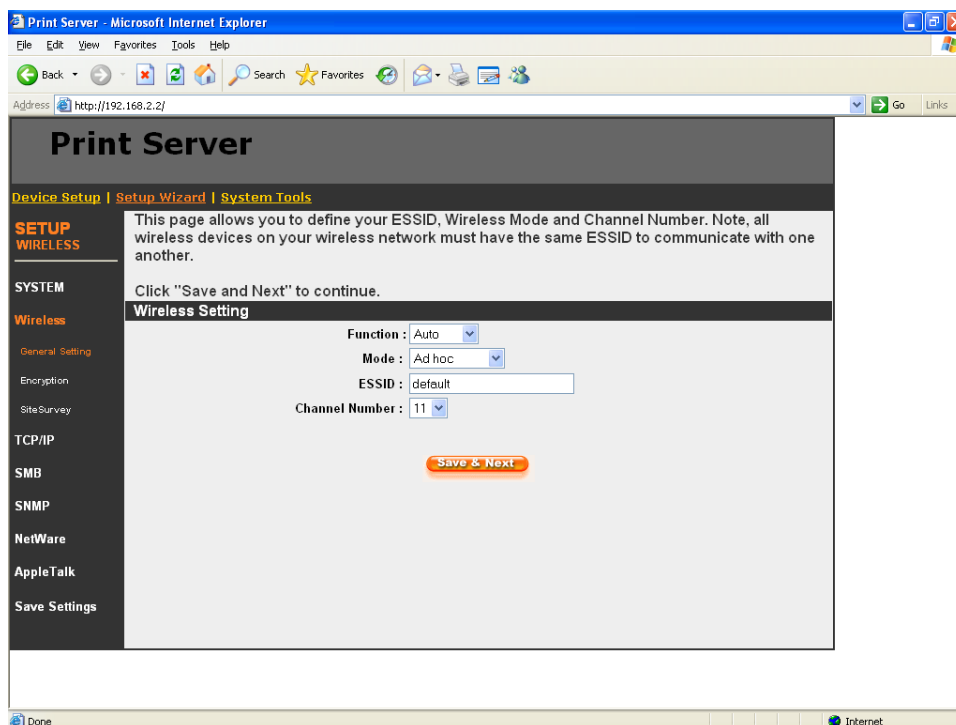 Print Server - Microsoft Internet Explorer
File Edit View Favorites Tools Help
Back Search Favorites
Address http://192.168.2.2/ Go Links
Print Server
Device Setup | Setup Wizard | System Tools
SETUP
WIRELESS
SYSTEM
Wireless
General Setting
Encryption
SiteSurvey
TCP/IP
SMB
SNMP
NetWare
AppleTalk
Save Settings
This page allows you to define your ESSID, Wireless Mode and Channel Number. Note, all
wireless devices on your wireless network must have the same ESSID to communicate with one
another.
Click "Save and Next" to continue.
Wireless Setting
Function : Auto
Mode : Ad hoc
ESSID : default
Channel Number : 11
Save & Next
Done Internet